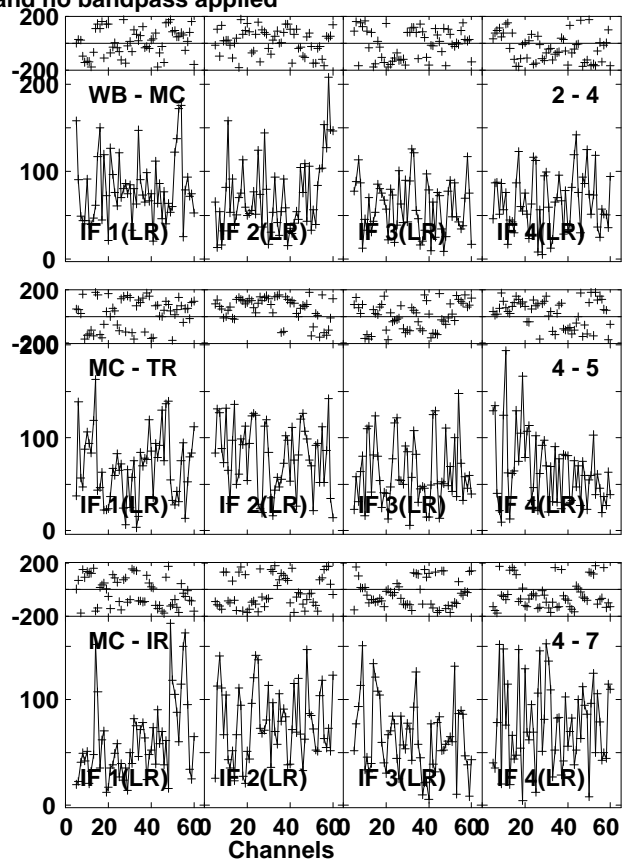 and no bandpass applied
200
-200
200
WB - MC 2 - 4
100
IF 1(LR) IF 2(LR) IF 3(LR) IF 4(LR)
0
200
-200
200
MC - TR 4 - 5
100
IF 1(LR) IF 2(LR) IF 3(LR) IF 4(LR)
0
200
-200
MC - IR 4 - 7
100
IF 1(LR) IF 2(LR) IF 3(LR) IF 4(LR)
0
0 20 40 60 0 20 40 60 0 20 40 60 0 20 40 60
Channels